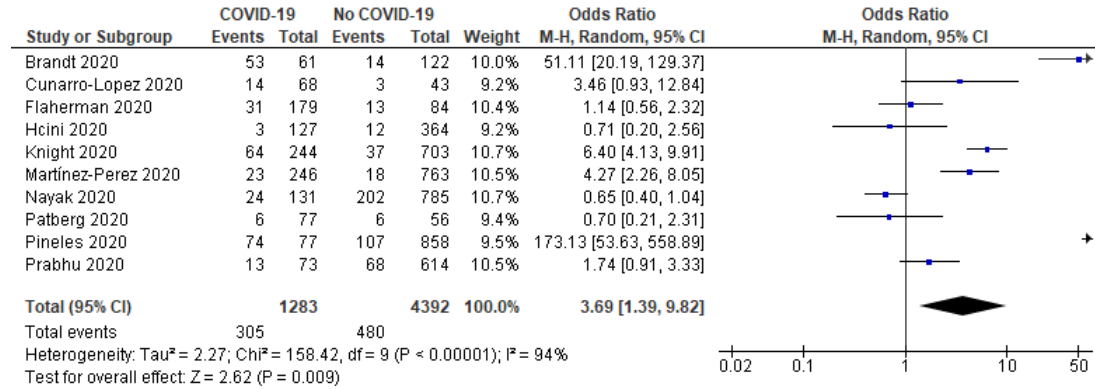 COVID-19 No COVID-19 Odds Ratio Odds Ratio
Study or Subgroup Events Total Events Total Weight M-H, Random, 95% CI M-H, Random, 95% CI
Brandt 2020 53 61 14 122 10.0% 51.11 [20.19, 129.37]
Cunarro-Lopez 2020 14 68 3 43 9.2% 3.46 [0.93, 12.84]
Flaherman 2020 31 179 13 84 10.4% 1.14 [0.56, 2.32]
Hcini 2020 3 127 12 364 9.2% 0.71 [0.20, 2.56]
Knight 2020 64 244 37 703 10.7% 6.40 [4.13, 9.91]
Martínez-Perez 2020 23 246 18 763 10.5% 4.27 [2.26, 8.05]
Nayak 2020 24 131 202 785 10.7% 0.65 [0.40, 1.04]
Patberg 2020 6 77 6 56 9.4% 0.70 [0.21, 2.31]
Pineles 2020 74 77 107 858 9.5% 173.13 [53.63, 558.89]
Prabhu 2020 13 73 68 614 10.5% 1.74 [0.91, 3.33]
Total (95% CI) 1283 4392 100.0% 3.69 [1.39, 9.82]
Total events 305 480
Heterogeneity: Tau² = 2.27; Chi² = 158.42, df = 9 (P < 0.00001); I² = 94%
Test for overall effect: Z = 2.62 (P = 0.009)
0.02 0.1 1 10 50